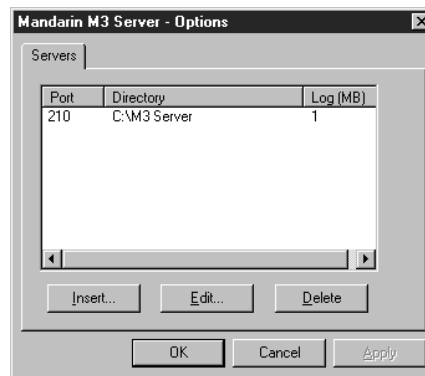 Mandarin M3 Server - Options
Servers
Port Directory Log (MB)
210 C:\M3 Server 1
Insert... Edit... Delete
OK Cancel Apply